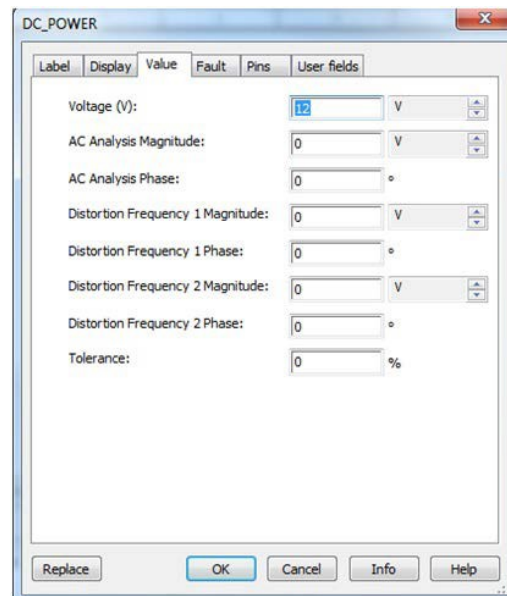 DC_POWER
Label Display Value Fault Pins User fields
Voltage (V): 12 V
AC Analysis Magnitude: 0 V
AC Analysis Phase: 0 °
Distortion Frequency 1 Magnitude: 0 V
Distortion Frequency 1 Phase: 0 °
Distortion Frequency 2 Magnitude: 0 V
Distortion Frequency 2 Phase: 0 °
Tolerance: 0 %
Replace OK Cancel Info Help